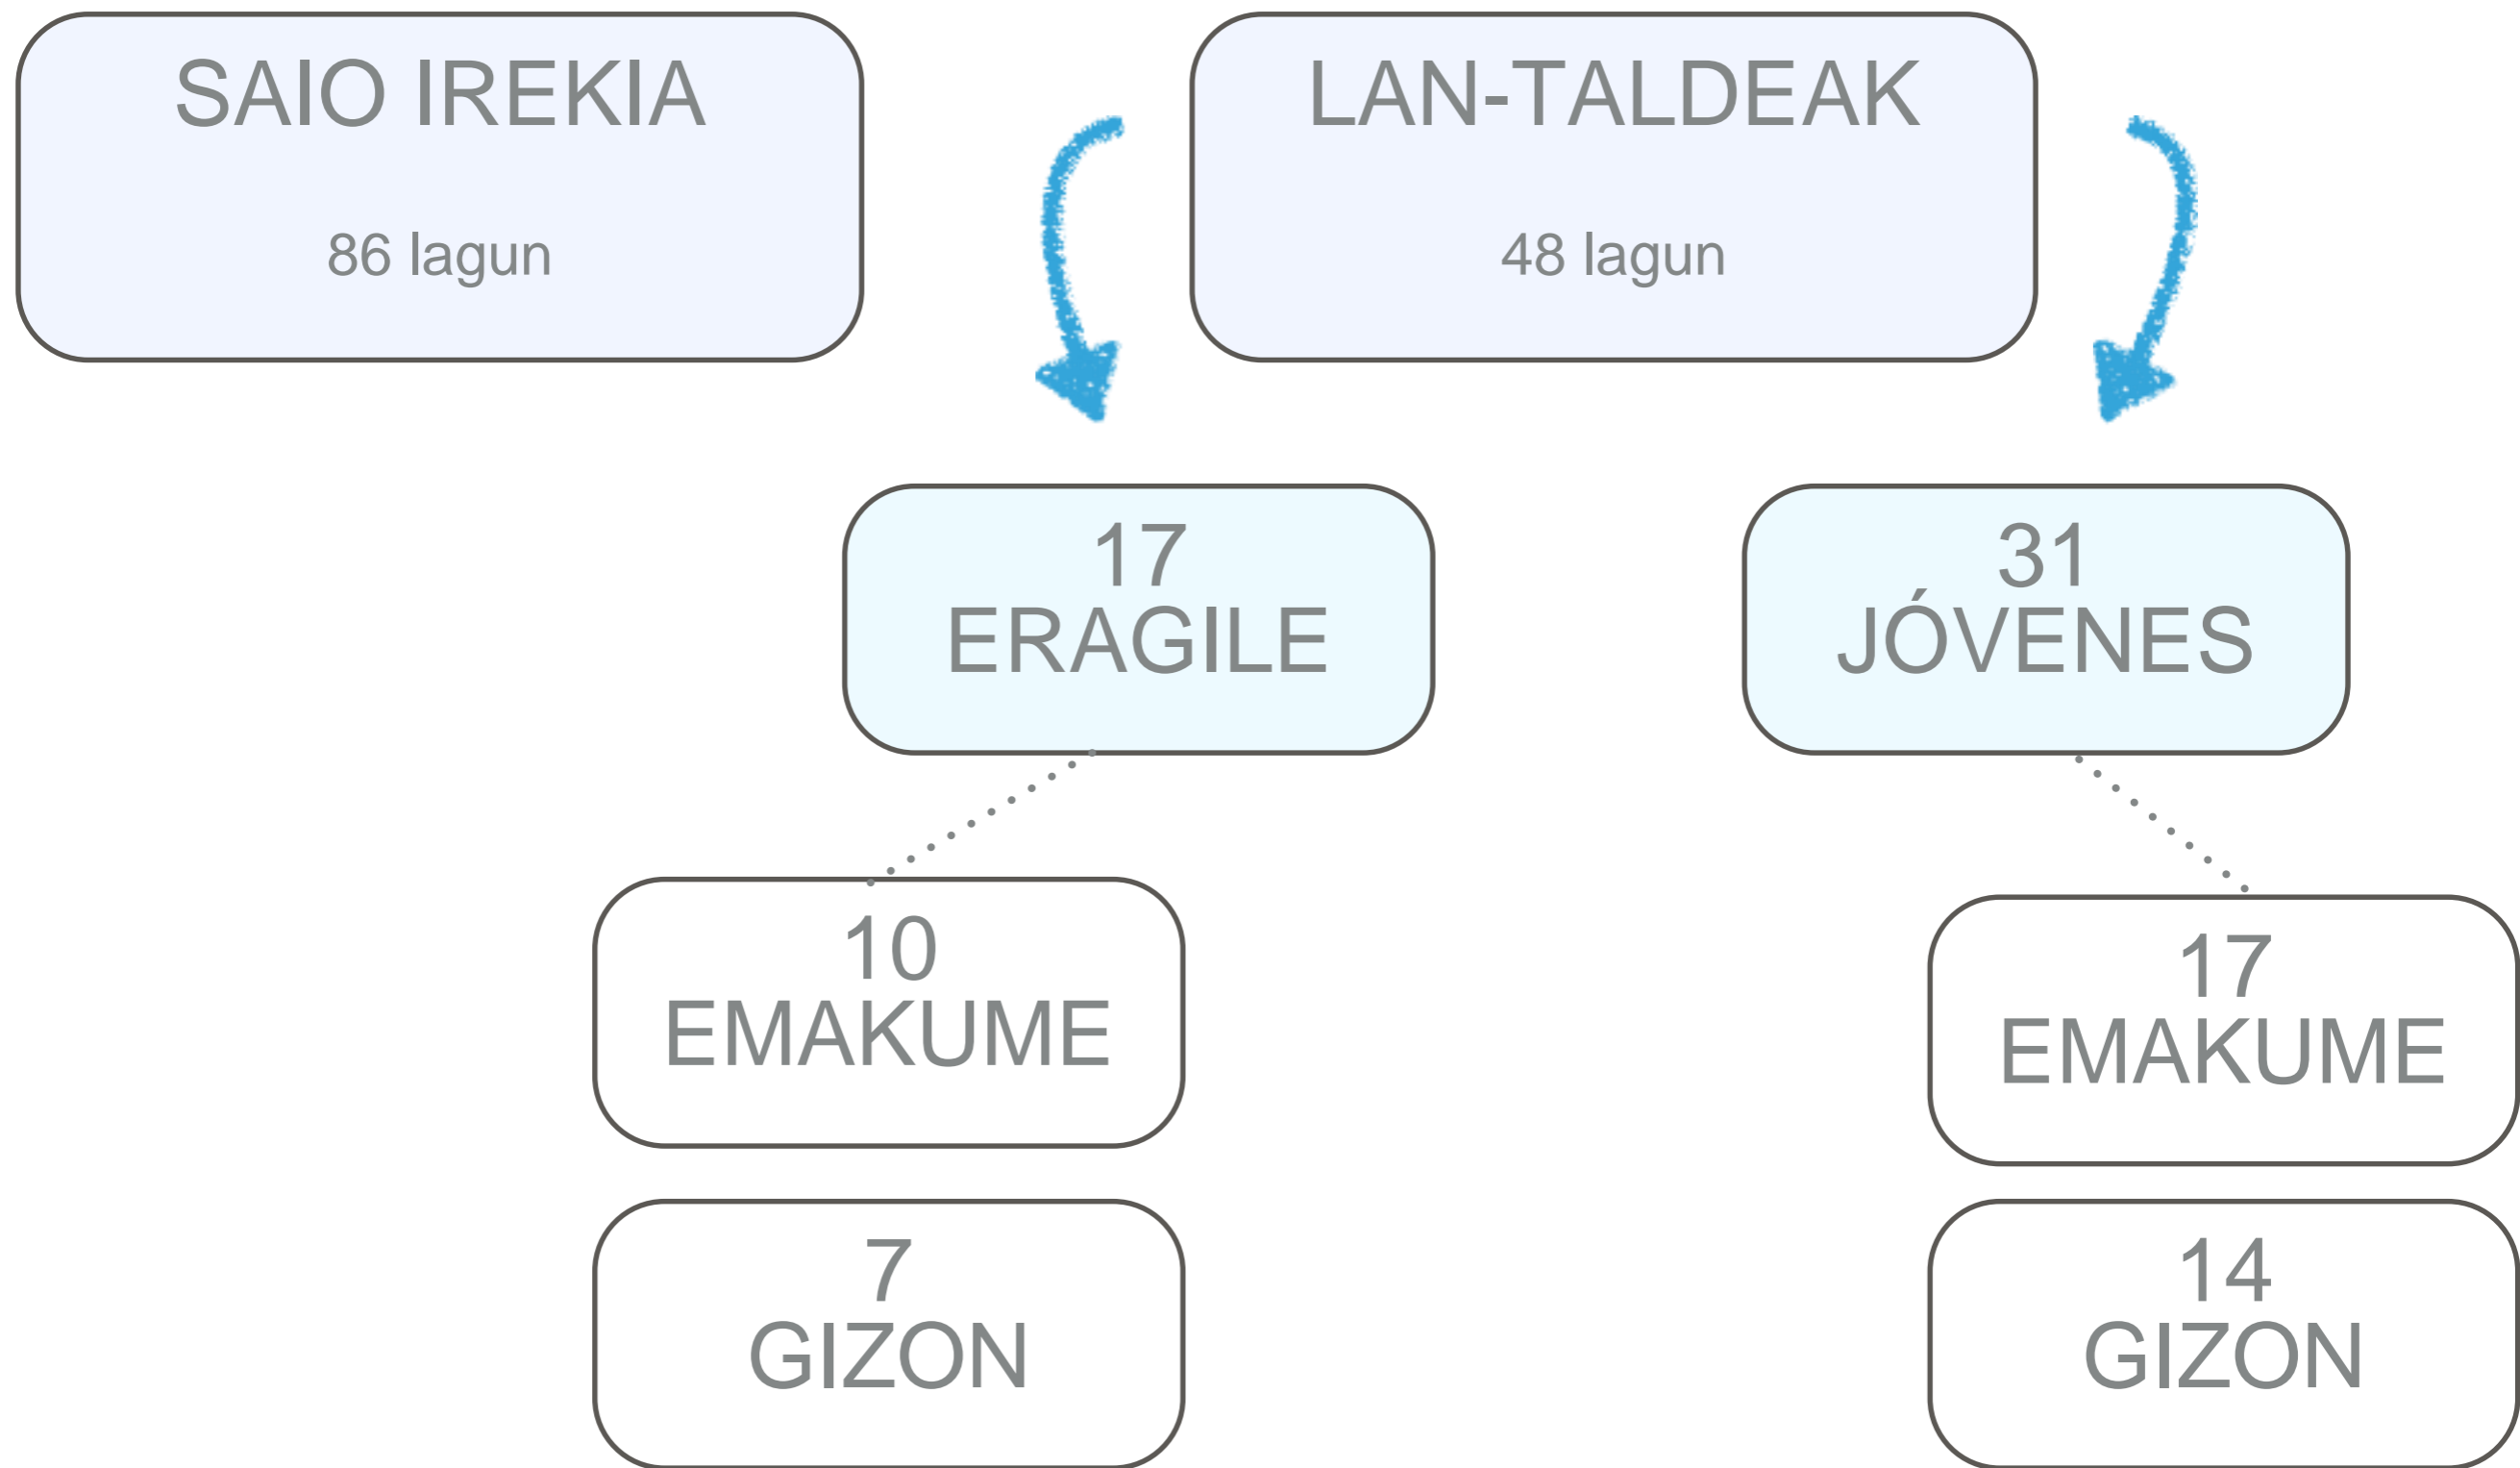 SAIO IREKIA
86 lagun
LAN-TALDEAK
48 lagun
17
ERAGILE
31
JÓVENES
10
EMAKUME
7
GIZON
17
EMAKUME
14
GIZON